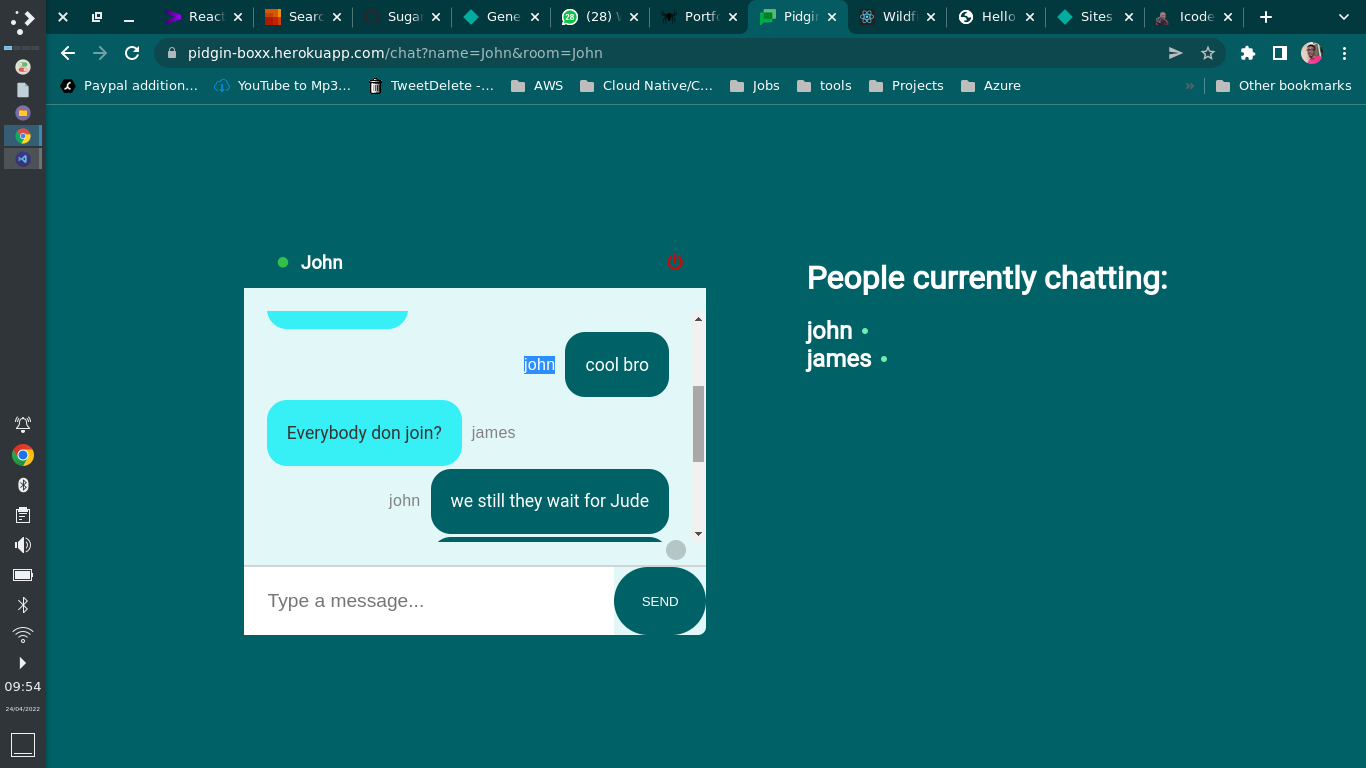 React
Searc
Sugar
Gene
(28)
Portfo
Pidgin
Wildf
Hello
Sites
Icode
pidgin-boxx.herokuapp.com/chat?name=John&room=John
Paypal addition...
YouTube to Mp3...
TweetDelete -...
AWS
Cloud Native/C...
Jobs
tools
Projects
Azure
»
Other bookmarks
John
People currently chatting:
john
james
john
cool bro
Everybody don join?
james
john
we still they wait for Jude
Type a message...
SEND
09:54
24/04/2022